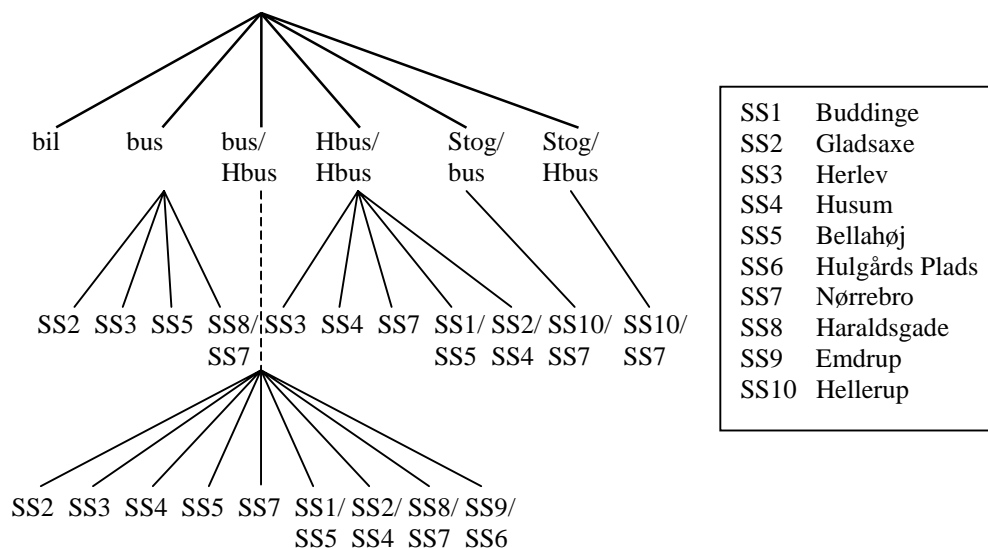 bil bus bus/ Hbus/ Stog/ Stog/
Hbus Hbus bus Hbus
SS2 SS3 SS5 SS8/ SS3 SS4 SS7 SS1/ SS2/ SS10/ SS10/
SS7 SS5 SS4 SS7 SS7
SS2 SS3 SS4 SS5 SS7 SS1/ SS2/ SS8/ SS9/
SS5 SS4 SS7 SS6
SS1 Buddinge
SS2 Gladsaxe
SS3 Herlev
SS4 Husum
SS5 Bellahøj
SS6 Hulgårds Plads
SS7 Nørrebro
SS8 Haraldsgade
SS9 Emdrup
SS10 Hellerup